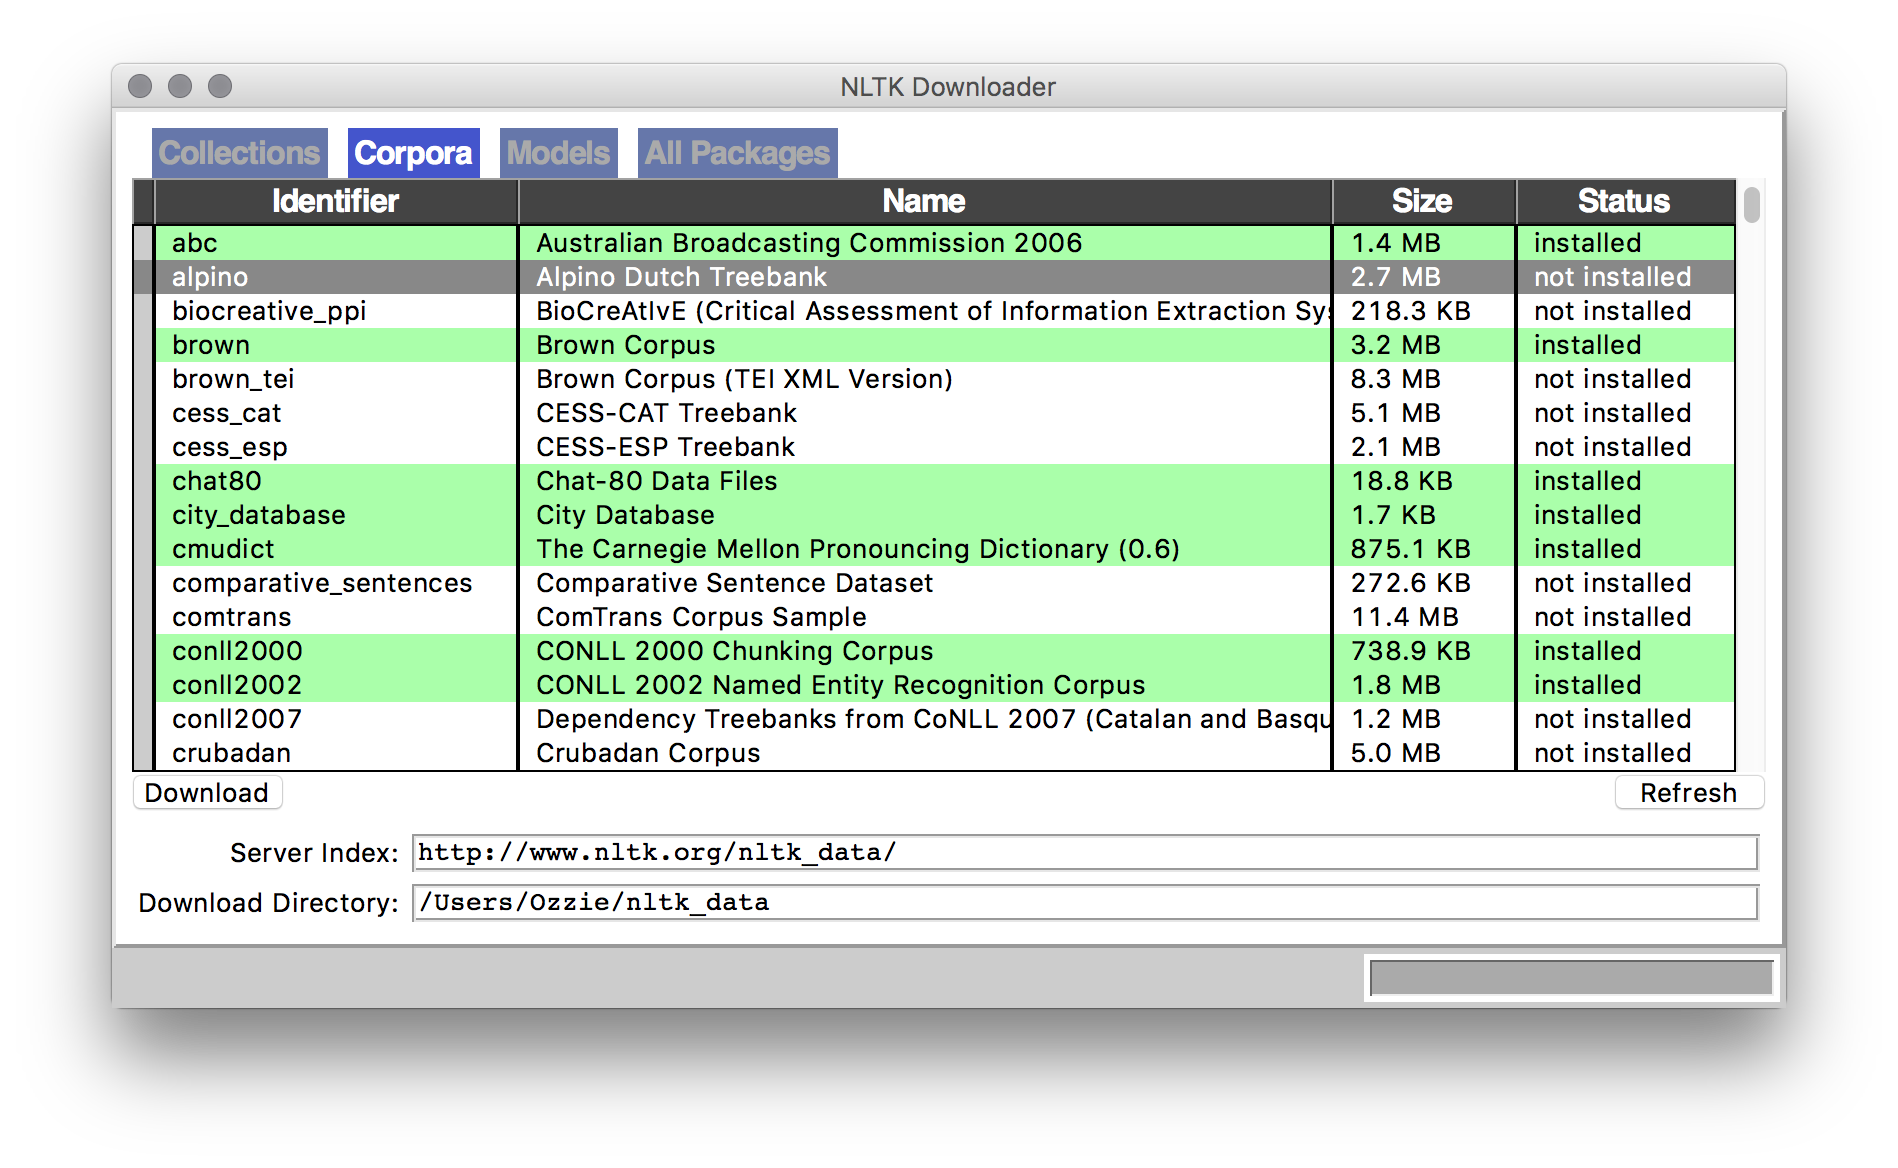 NLTK Downloader
Collections Corpora Models All Packages
Identifier Name Size Status
abc Australian Broadcasting Commission 2006 1.4 MB installed
alpino Alpino Dutch Treebank 2.7 MB not installed
biocreative_ppi BioCreAtIvE (Critical Assessment of Information Extraction Sys 218.3 KB not installed
brown Brown Corpus 3.2 MB installed
brown_tei Brown Corpus (TEI XML Version) 8.3 MB not installed
cess_cat CESS-CAT Treebank 5.1 MB not installed
cess_esp CESS-ESP Treebank 2.1 MB not installed
chat80 Chat-80 Data Files 18.8 KB installed
city_database City Database 1.7 KB installed
cmudict The Carnegie Mellon Pronouncing Dictionary (0.6) 875.1 KB installed
comparative_sentences Comparative Sentence Dataset 272.6 KB not installed
comtrans ComTrans Corpus Sample 11.4 MB not installed
conll2000 CONLL 2000 Chunking Corpus 738.9 KB installed
conll2002 CONLL 2002 Named Entity Recognition Corpus 1.8 MB installed
conll2007 Dependency Treebanks from CoNLL 2007 (Catalan and Basqu 1.2 MB not installed
crubadan Crubadan Corpus 5.0 MB not installed
Download Refresh
Server Index: http://www.nltk.org/nltk_data/
Download Directory: /Users/Ozzie/nltk_data